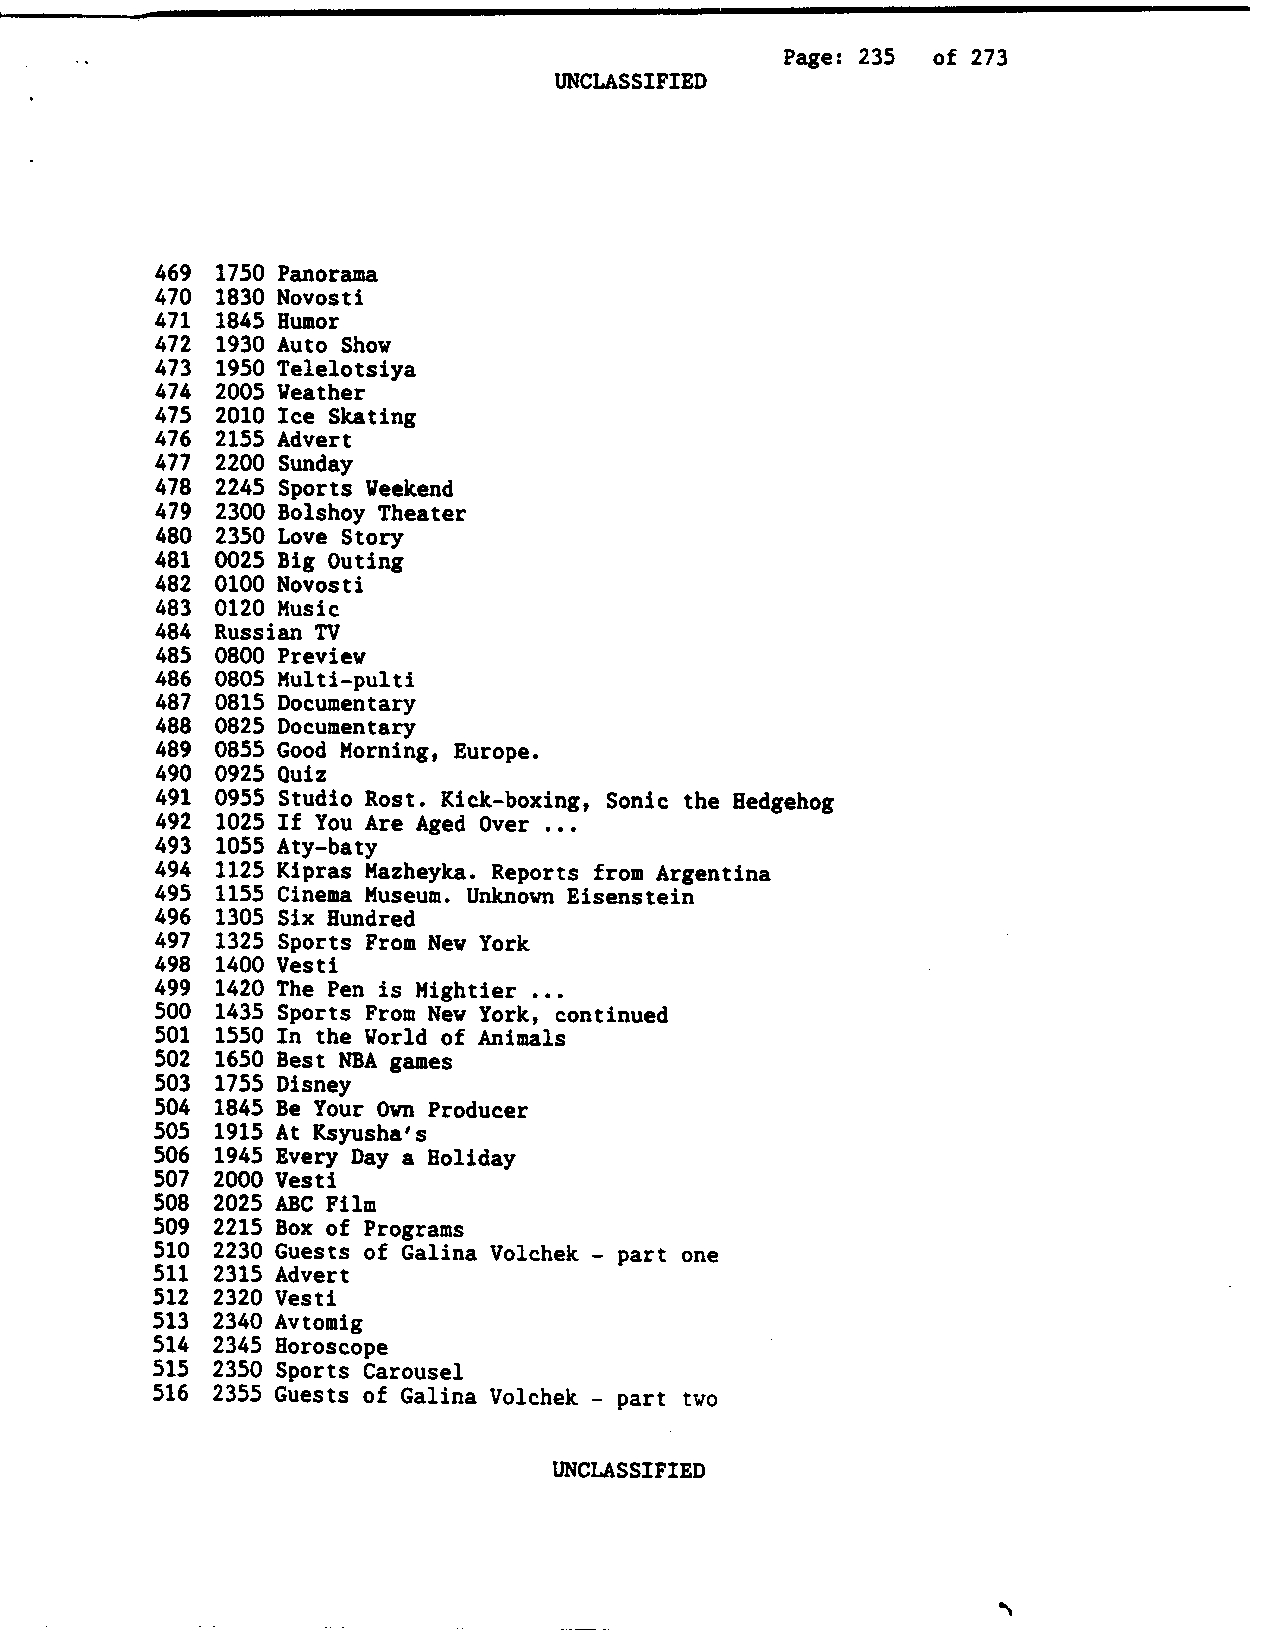 Page: 235 of 273
UNCLASSIFIED
469 1750 Panorama
470 1830 Novosti
471 1845 Humor
472 1930 Auto Show
473 1950 Telelotsiya
474 2005 Weather
475 2010 Ice Skating
476 2155 Advert
477 2200 Sunday
478 2245 Sports Weekend
479 2300 Bolshoy Theater
480 2350 Love Story
481 0025 Big Outing
482 0100 Novosti
483 0120 Music
484 Russian TV
485 0800 Preview
486 0805 Multi-pulti
487 0815 Documentary
488 0825 Documentary
489 0855 Good Morning, Europe.
490 0925 Quiz
491 0955 Studio Rost. Kick-boxing, Sonic the Hedgehog
492 1025 If You Are Aged Over ...
493 1055 Aty-baty
494 1125 Kipras Mazheyka. Reports from Argentina
495 1155 Cinema Museum. Unknown Eisenstein
496 1305 Six Hundred
497 1325 Sports From New York
498 1400 Vesti
499 1420 The Pen is Mightier ...
500 1435 Sports From New York, continued
501 1550 In the World of Animals
502 1650 Best NBA games
503 1755 Disney
504 1845 Be Your Own Producer
505 1915 At Ksyusha's
506 1945 Every Day a Holiday
507 2000 Vesti
508 2025 ABC Film
509 2215 Box of Programs
510 2230 Guests of Galina Volchek - part one
511 2315 Advert
512 2320 Vesti
513 2340 Avtomig
514 2345 Horoscope
515 2350 Sports Carousel
516 2355 Guests of Galina Volchek - part two
UNCLASSIFIED